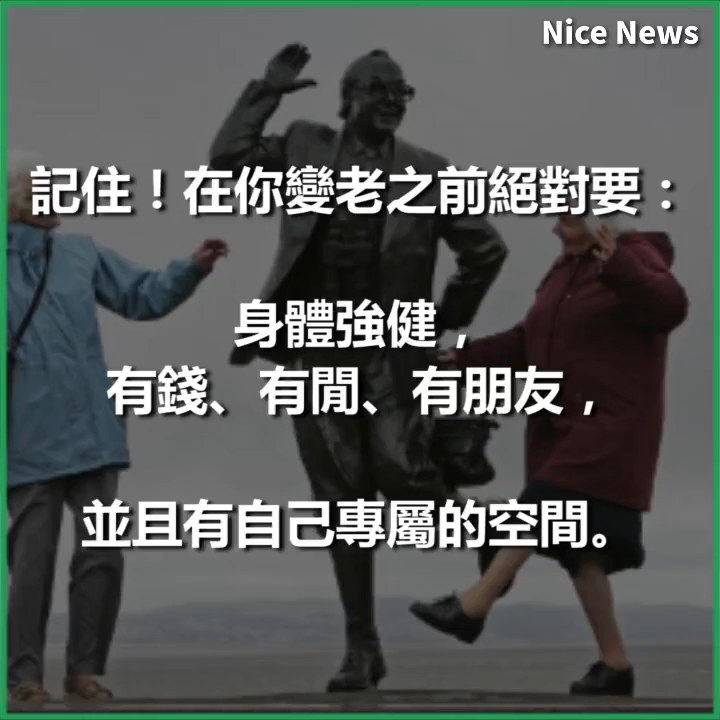 Nice News
記住！在你變老之前絕對要：
身體強健，
有錢、有閒、有朋友，
並且有自己專屬的空間。